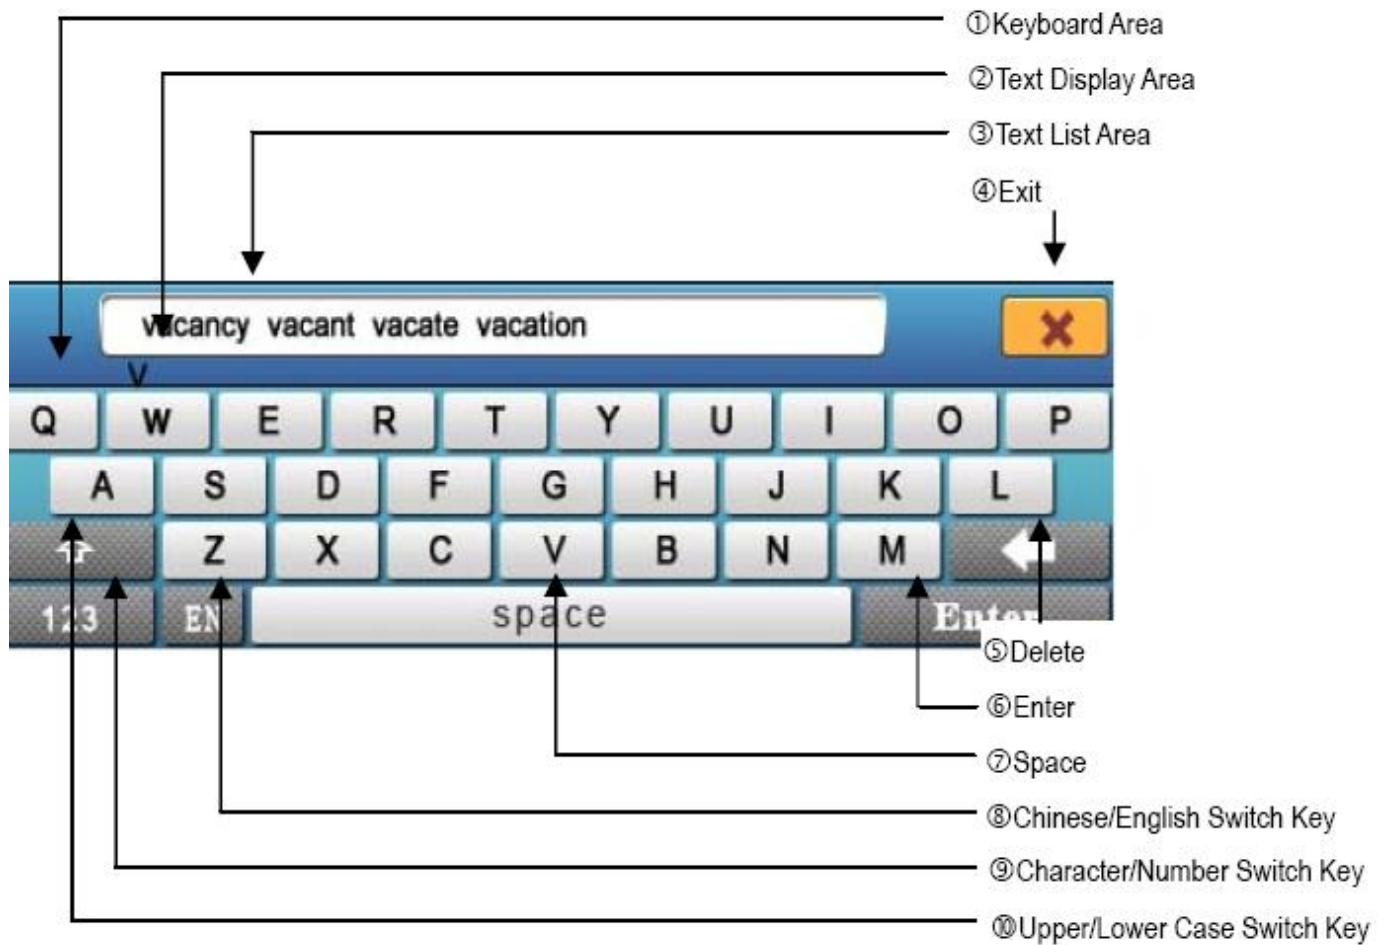 ①Keyboard Area
②Text Display Area
③Text List Area
④Exit
vacancy vacant vacate vacation
V
Q W E R T Y U I O P
A S D F G H J K L
Z X C V B N M
123 EN space Enter
⑤Delete
⑥Enter
⑦Space
⑧Chinese/English Switch Key
⑨Character/Number Switch Key
⑩Upper/Lower Case Switch Key